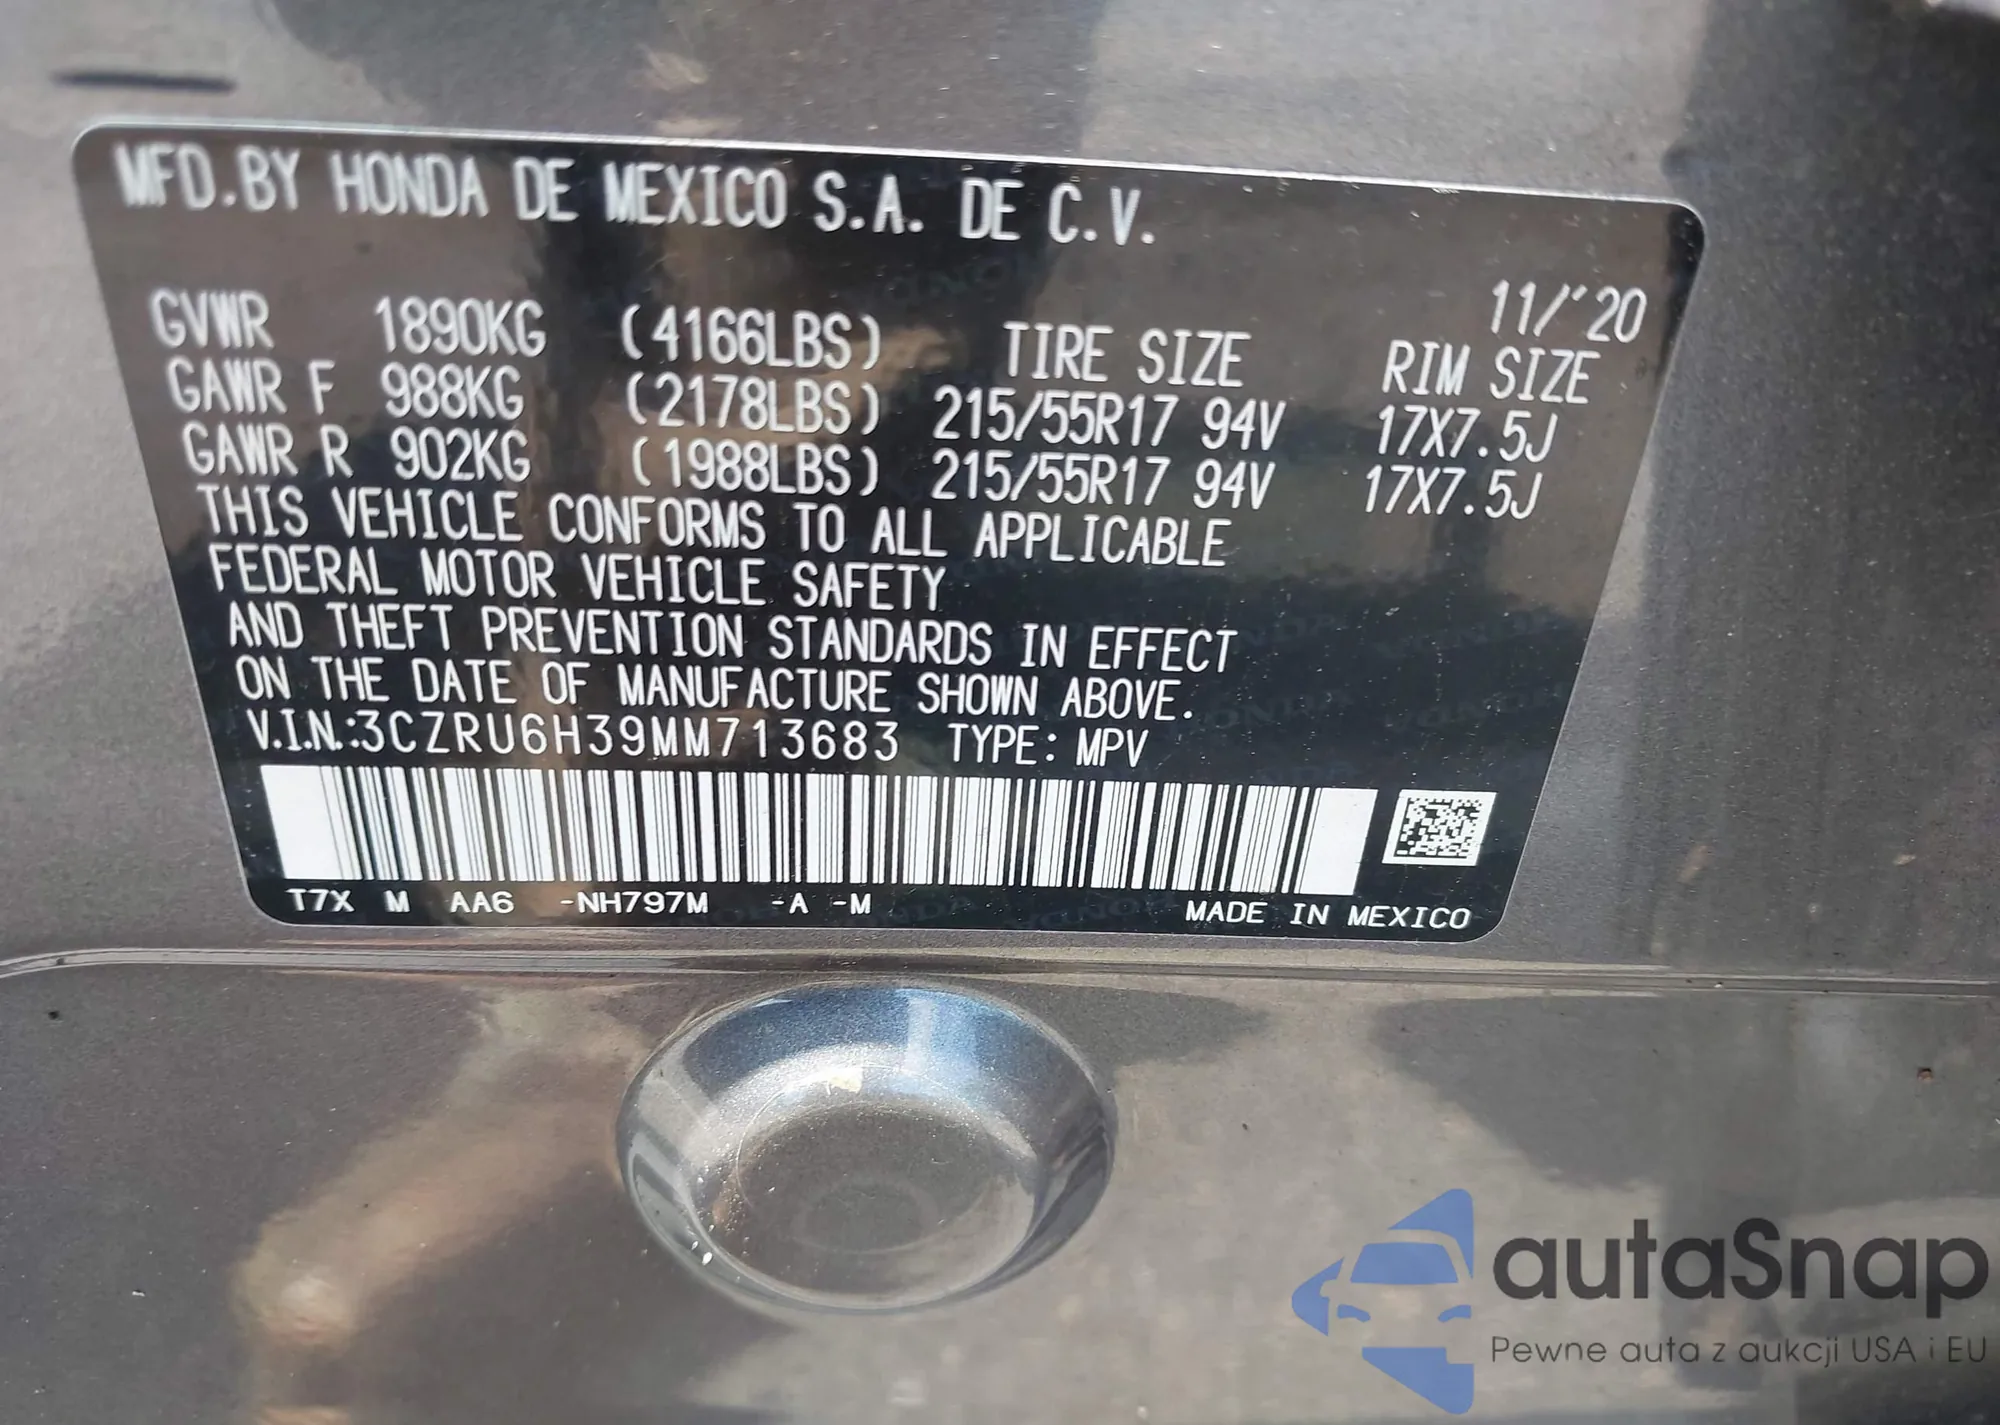 MFD.BY HONDA DE MEXICO S.A. DE C.V.
11/'20
GVWR 1890KG (4166LBS) TIRE SIZE RIM SIZE
GAWR F 988KG (2178LBS) 215/55R17 94V 17X7.5J
GAWR R 902KG (1988LBS) 215/55R17 94V 17X7.5J
THIS VEHICLE CONFORMS TO ALL APPLICABLE
FEDERAL MOTOR VEHICLE SAFETY
AND THEFT PREVENTION STANDARDS IN EFFECT
ON THE DATE OF MANUFACTURE SHOWN ABOVE.
V.I.N.:3CZRU6H39MM713683 TYPE: MPV
T7X M AA6 -NH797M -A -M MADE IN MEXICO
autaSnap
Pewne auta z aukcji USA i EU